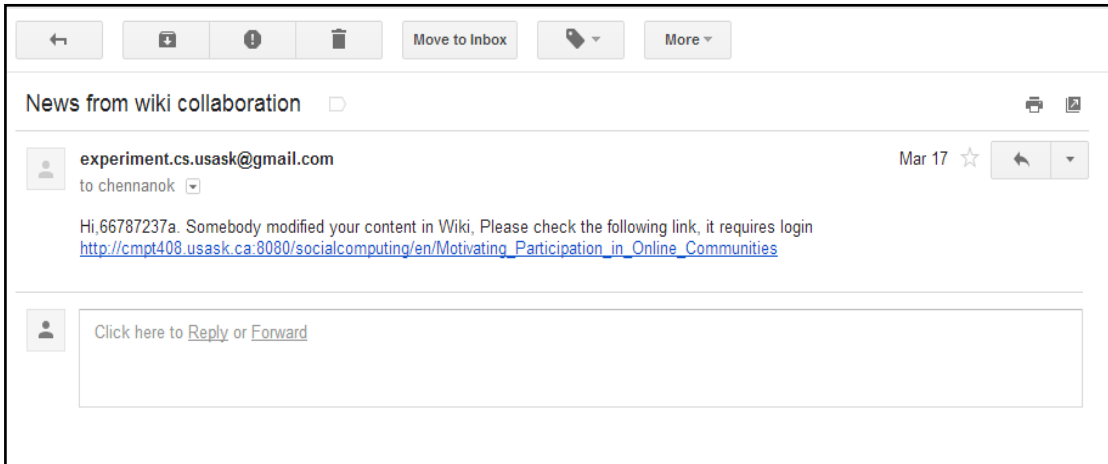 Move to Inbox More
News from wiki collaboration
experiment.cs.usask@gmail.com Mar 17
to chennanok
Hi,66787237a. Somebody modified your content in Wiki, Please check the following link, it requires login
http://cmpt408.usask.ca:8080/socialcomputing/en/Motivating_Participation_in_Online_Communities
Click here to Reply or Forward